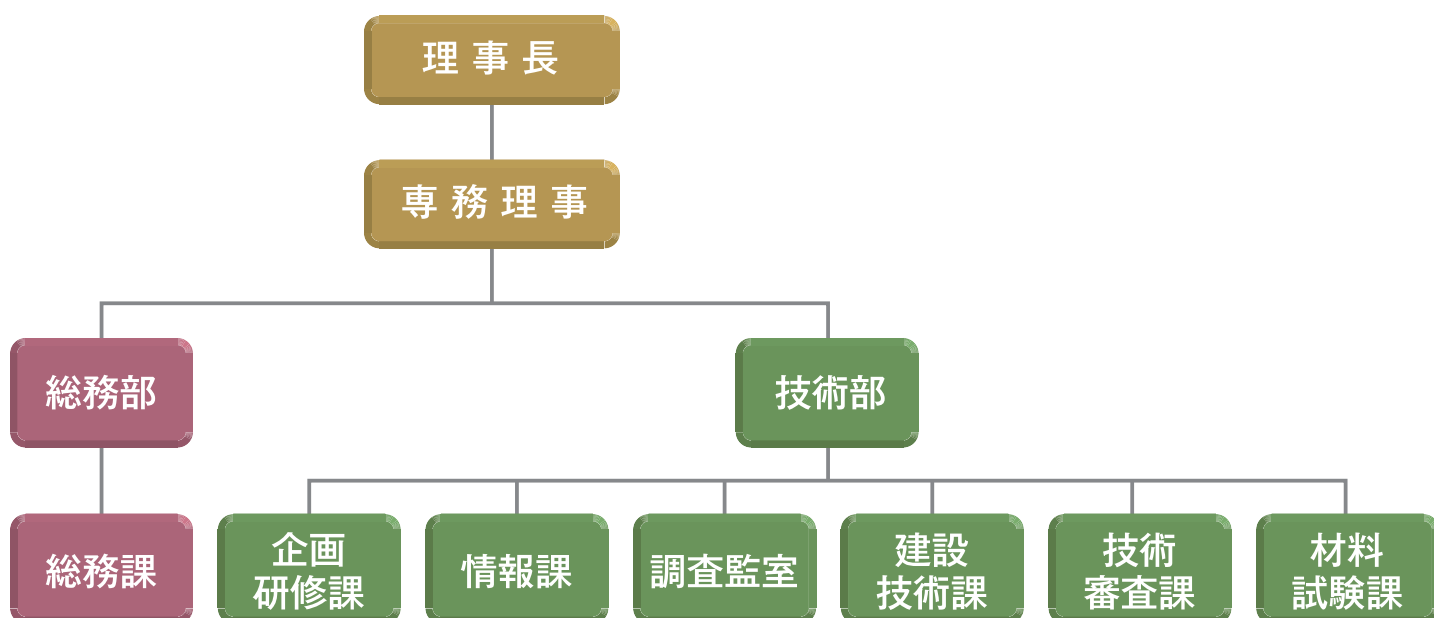 理事長
専務理事
総務部
技術部
総務課
企画
研修課
情報課
調査監室
建設
技術課
技術
審査課
材料
試験課